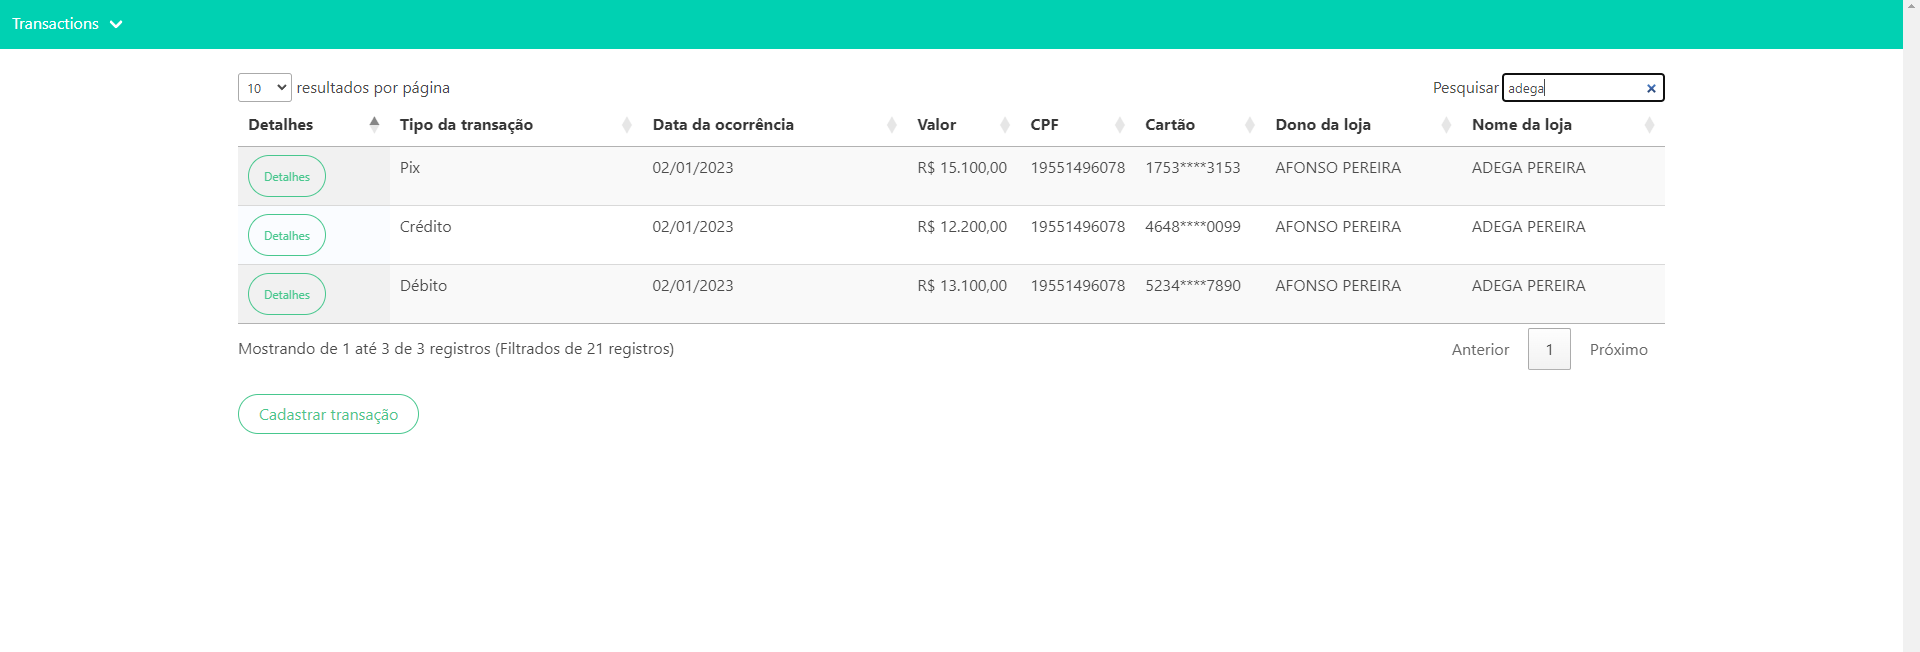 Transactions
10 resultados por página
Pesquisar adega
Detalhes Tipo da transação Data da ocorrência Valor CPF Cartão Dono da loja Nome da loja
Detalhes Pix 02/01/2023 R$ 15.100,00 19551496078 1753****3153 AFONSO PEREIRA ADEGA PEREIRA
Detalhes Crédito 02/01/2023 R$ 12.200,00 19551496078 4648****0099 AFONSO PEREIRA ADEGA PEREIRA
Detalhes Débito 02/01/2023 R$ 13.100,00 19551496078 5234****7890 AFONSO PEREIRA ADEGA PEREIRA
Mostrando de 1 até 3 de 3 registros (Filtrados de 21 registros)
Anterior 1 Próximo
Cadastrar transação